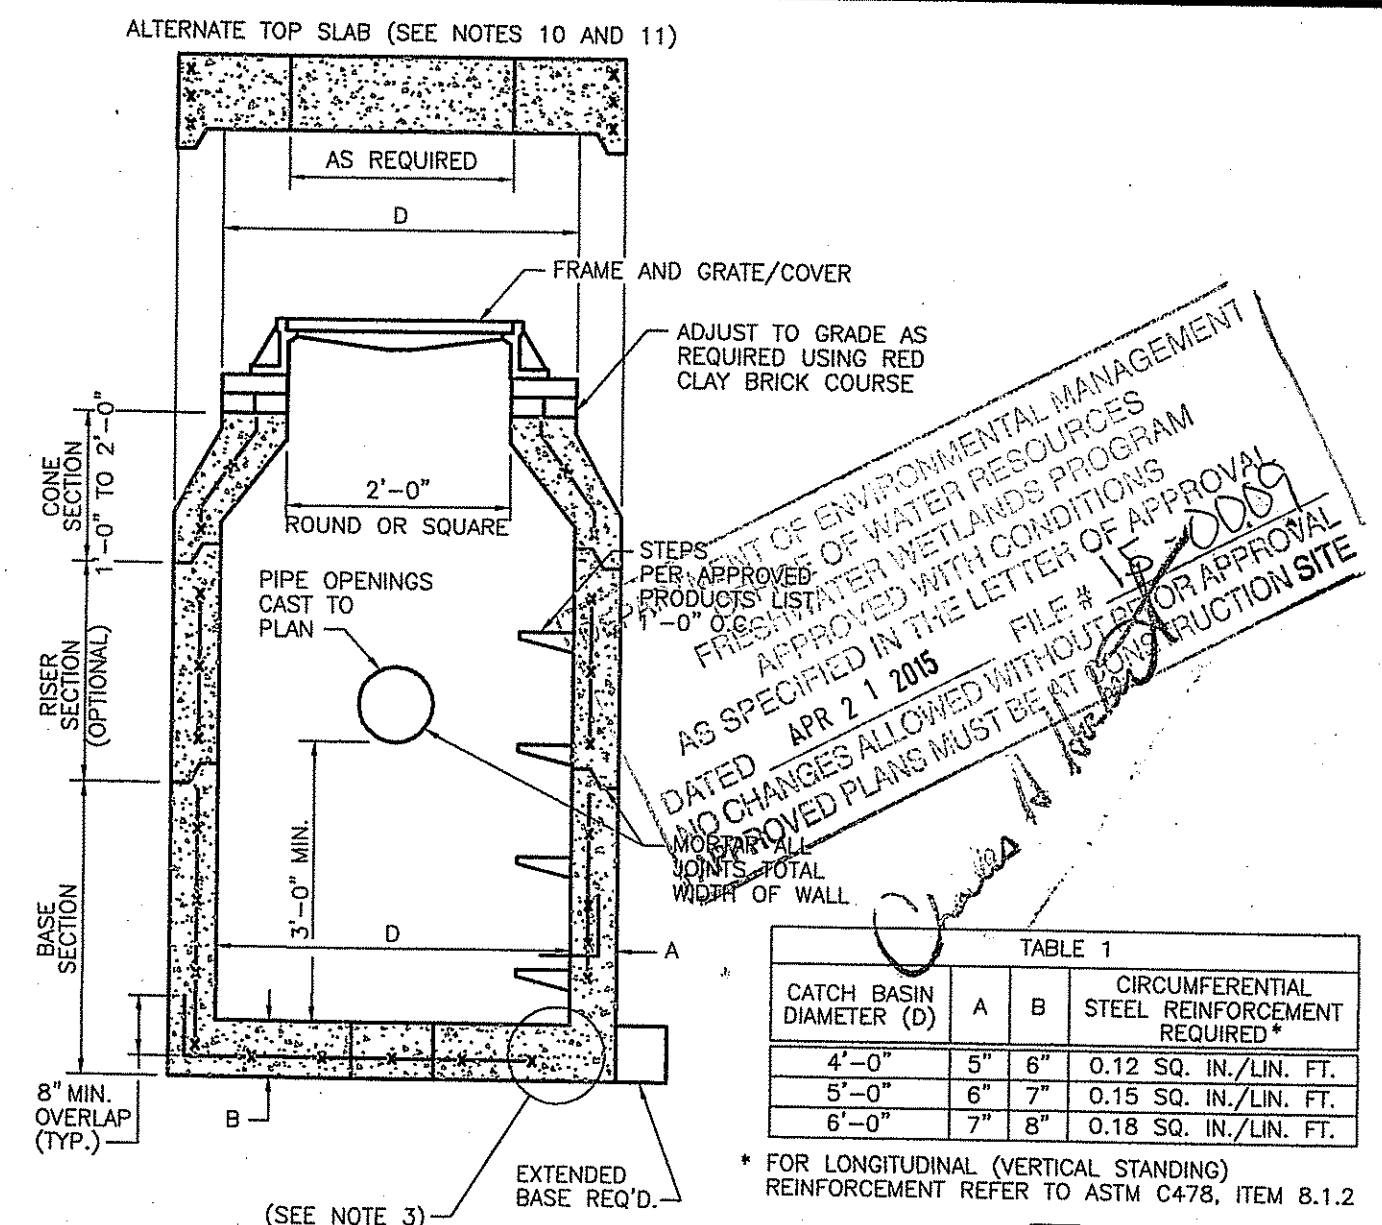 ALTERNATE TOP SLAB (SEE NOTES 10 AND 11)
AS REQUIRED
D
FRAME AND GRATE/COVER
ADJUST TO GRADE AS
REQUIRED USING RED
CLAY BRICK COURSE
CONE
SECTION
1'-0" TO 2'-0"
2'-0"
ROUND OR SQUARE
STEPS
PER APPROVED
PRODUCTS LIST
1'-0" O.C.
PIPE OPENINGS
CAST TO
PLAN
RISER
SECTION
(OPTIONAL)
OF ENVIRONMENTAL MANAGEMENT
OF WATER RESOURCES
FRESHWATER WETLANDS PROGRAM
APPROVED WITH CONDITIONS
AS SPECIFIED IN THE LETTER OF APPROVAL
DATED APR 21 2015 FILE # 15-0009
NO CHANGES ALLOWED WITHOUT PRIOR APPROVAL
APPROVED PLANS MUST BE AT CONSTRUCTION SITE
MORTAR ALL
JOINTS TOTAL
WIDTH OF WALL
3'-0" MIN.
BASE
SECTION
D
A
8" MIN.
OVERLAP
(TYP.)
B
(SEE NOTE 3)
EXTENDED
BASE REQ'D.
TABLE 1
CATCH BASIN DIAMETER (D) A B CIRCUMFERENTIAL STEEL REINFORCEMENT REQUIRED*
4'-0" 5" 6" 0.12 SQ. IN./LIN. FT.
5'-0" 6" 7" 0.15 SQ. IN./LIN. FT.
6'-0" 7" 8" 0.18 SQ. IN./LIN. FT.
* FOR LONGITUDINAL (VERTICAL STANDING)
REINFORCEMENT REFER TO ASTM C478, ITEM 8.1.2